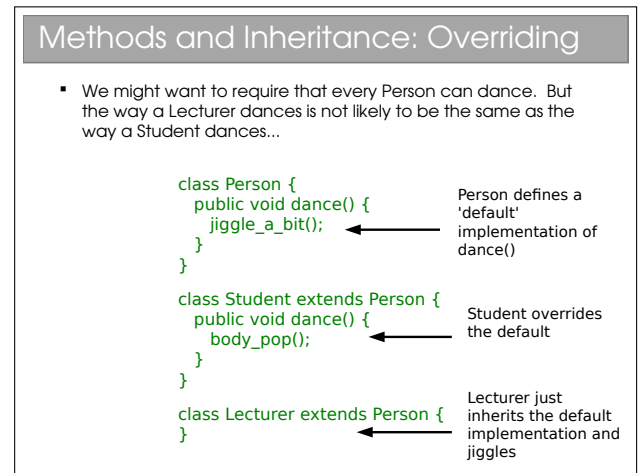 Methods and Inheritance: Overriding
▪ We might want to require that every Person can dance. But
the way a Lecturer dances is not likely to be the same as the
way a Student dances...
class Person {
public void dance() {
jiggle_a_bit();
}
}
Person defines a
'default'
implementation of
dance()
class Student extends Person {
public void dance() {
body_pop();
}
}
Student overrides
the default
class Lecturer extends Person {
}
Lecturer just
inherits the default
implementation and
jiggles